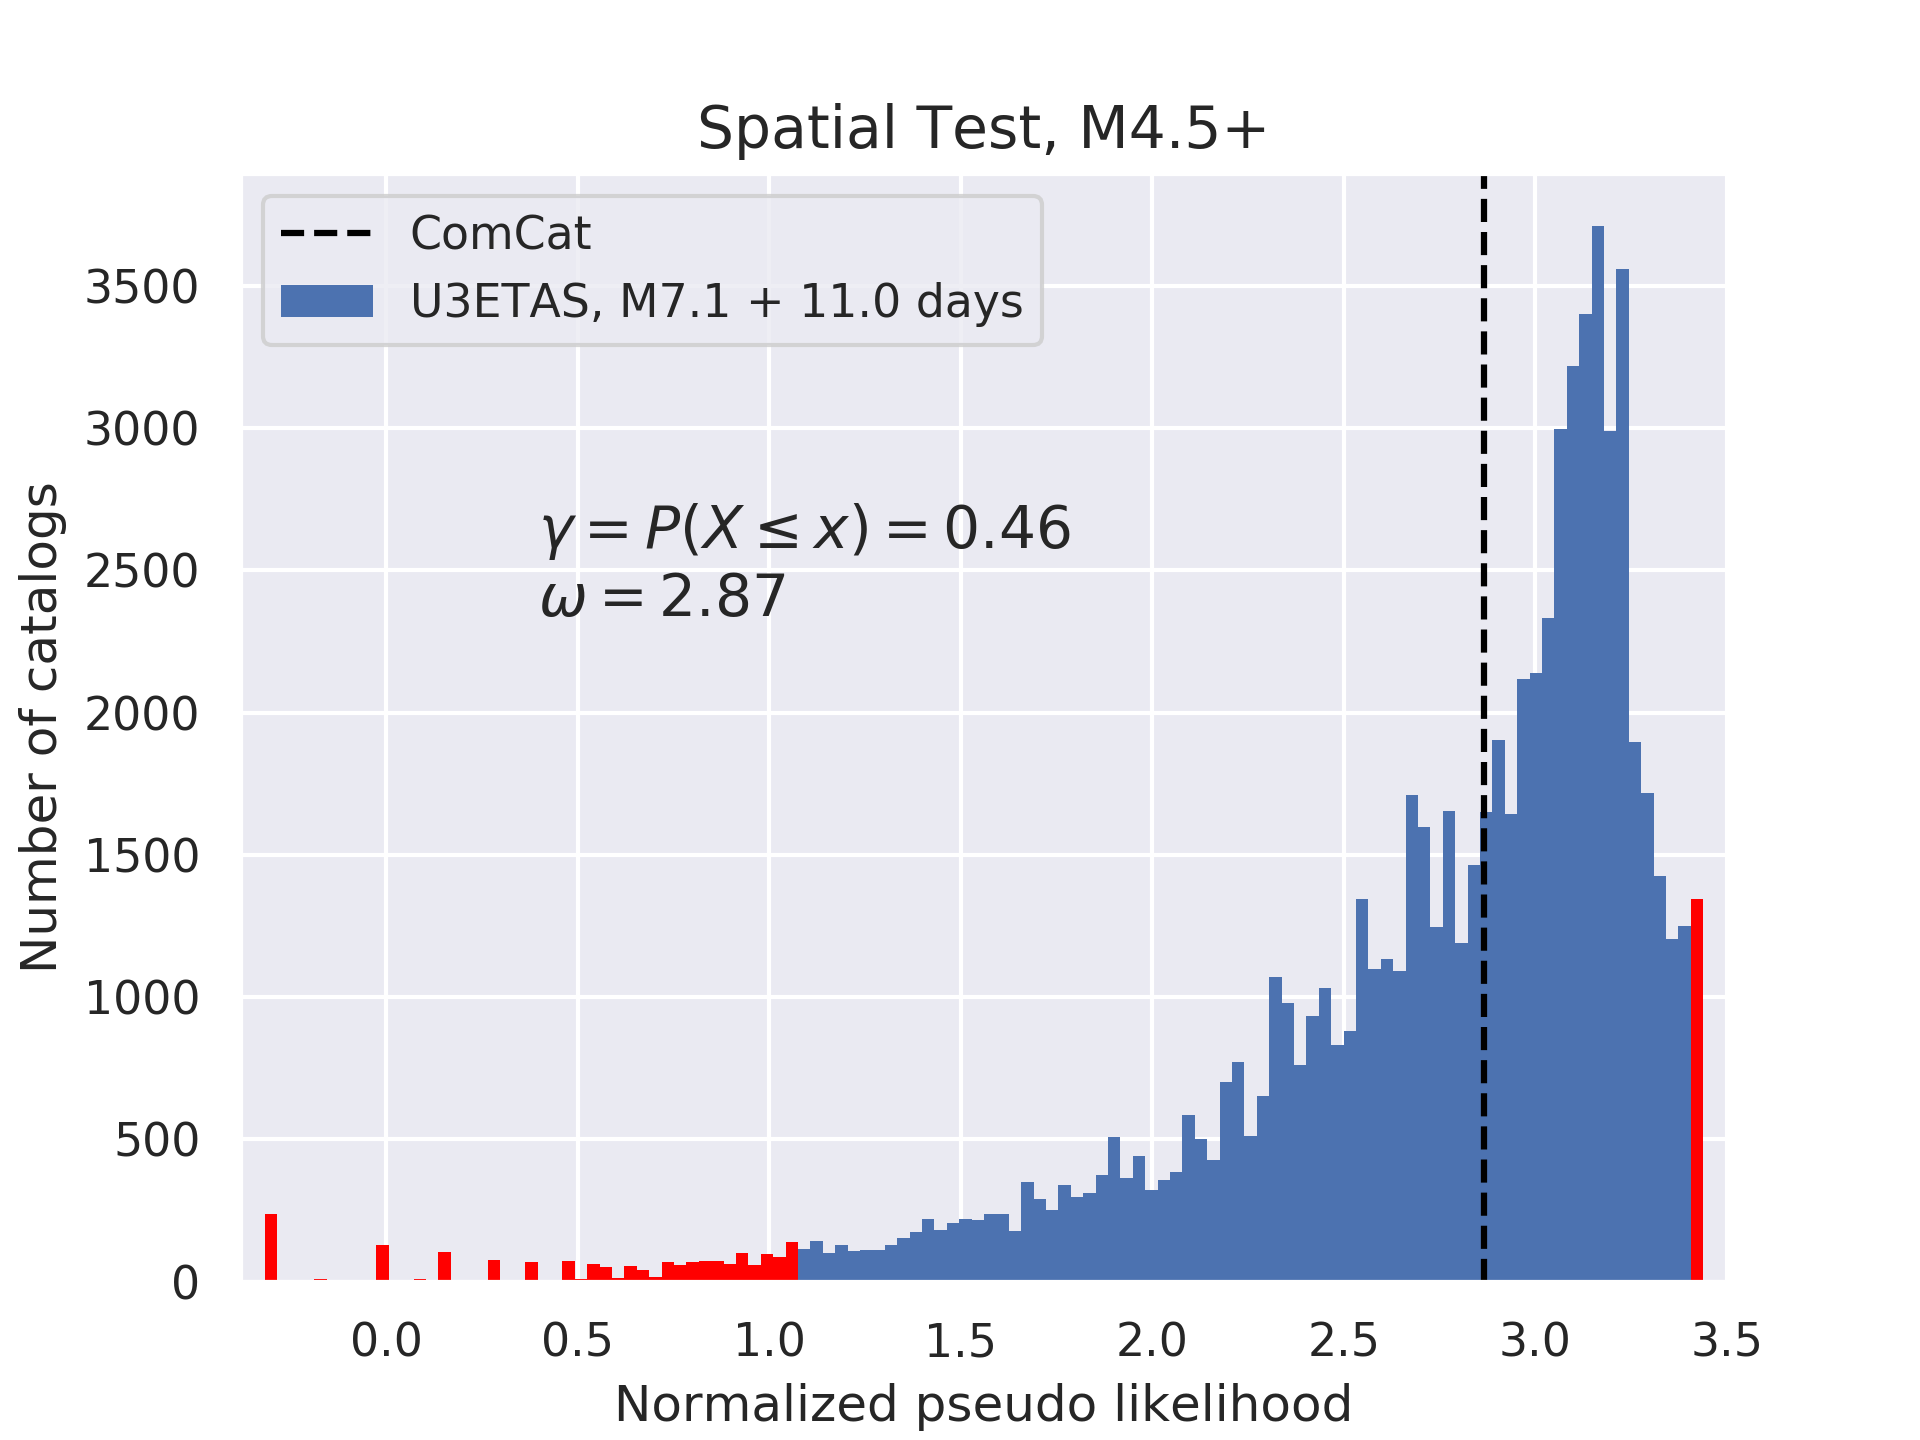 Spatial Test, M4.5+
ComCat
U3ETAS, M7.1 + 11.0 days
γ = P(X ≤ x) = 0.46
ω = 2.87
Number of catalogs
3500
3000
2500
2000
1500
1000
500
0
0.0 0.5 1.0 1.5 2.0 2.5 3.0 3.5
Normalized pseudo likelihood